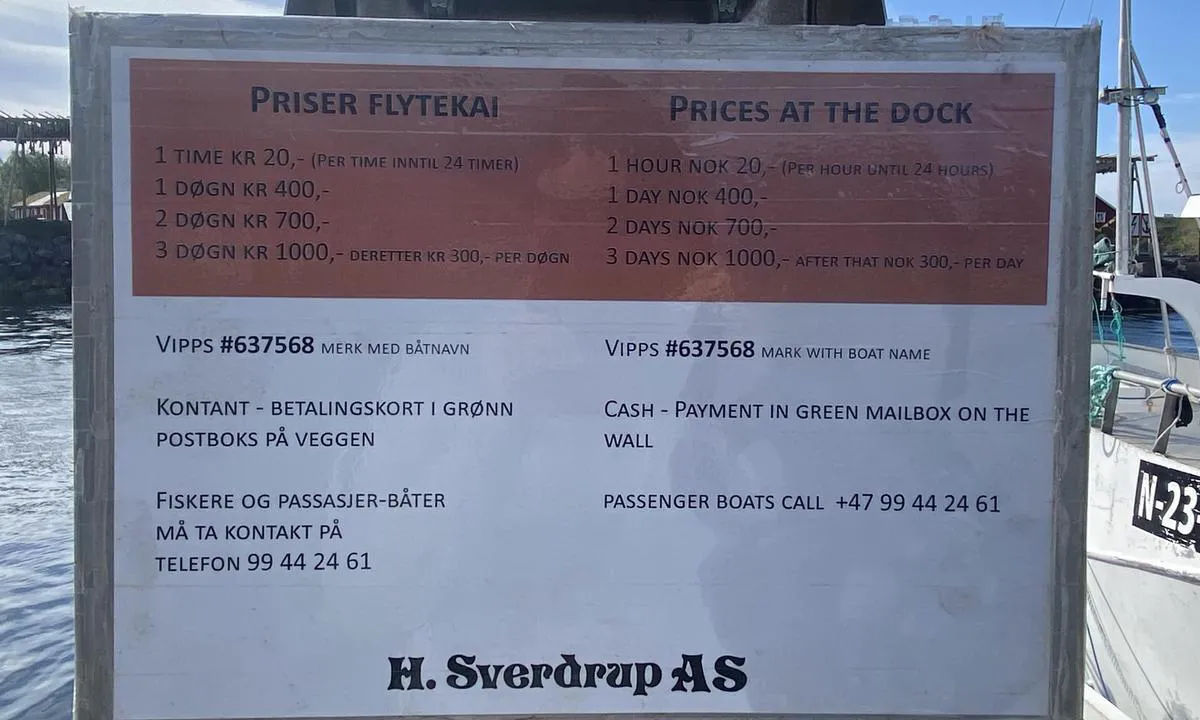 PRISER FLYTEKAI
1 TIME KR 20,- (PER TIME INNTIL 24 TIMER)
1 DØGN KR 400,-
2 DØGN KR 700,-
3 DØGN KR 1000,- DERETTER KR 300,- PER DØGN
PRICES AT THE DOCK
1 HOUR NOK 20,- (PER HOUR UNTIL 24 HOURS)
1 DAY NOK 400,-
2 DAYS NOK 700,-
3 DAYS NOK 1000,- AFTER THAT NOK 300,- PER DAY
VIPPS #637568 MERK MED BÅTNAVN
KONTANT - BETALINGSKORT I GRØNN
POSTBOKS PÅ VEGGEN
FISKERE OG PASSASJER-BÅTER
MÅ TA KONTAKT PÅ
TELEFON 99 44 24 61
VIPPS #637568 MARK WITH BOAT NAME
CASH - PAYMENT IN GREEN MAILBOX ON THE
WALL
PASSENGER BOATS CALL +47 99 44 24 61
H. Sverdrup AS
N-23